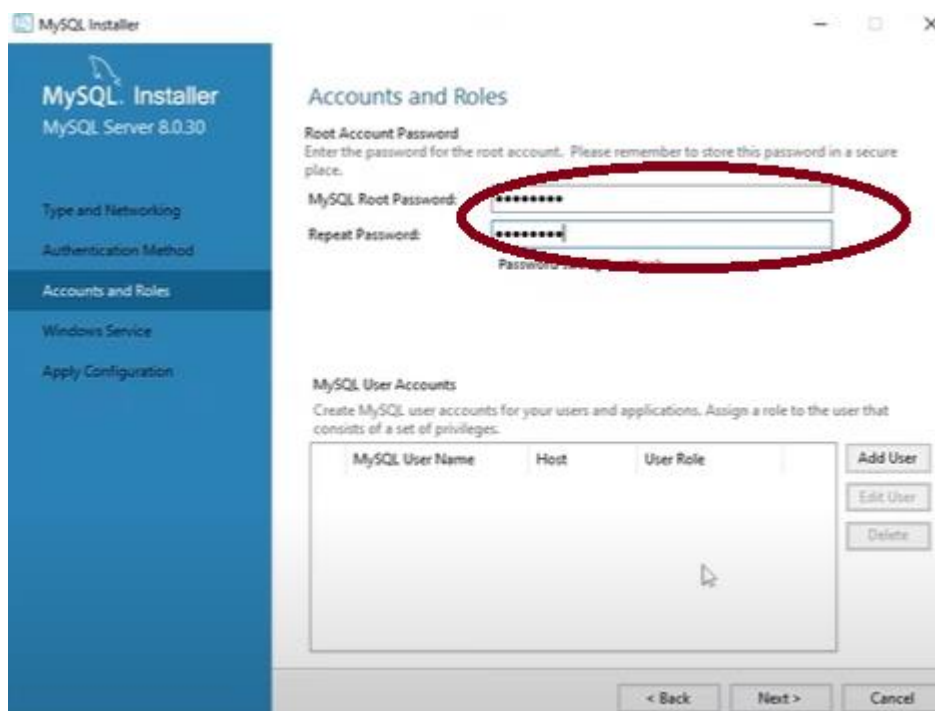 MySQL Installer
MySQL. Installer
MySQL Server 8.0.30
Type and Networking
Authentication Method
Accounts and Roles
Windows Service
Apply Configuration
Accounts and Roles
Root Account Password
Enter the password for the root account. Please remember to store this password in a secure
place.
MySQL Root Password:
Repeat Password:
Password
MySQL User Accounts
Create MySQL user accounts for your users and applications. Assign a role to the user that
consists of a set of privileges.
MySQL User Name Host User Role
Add User
Edit User
Delete
< Back Next > Cancel